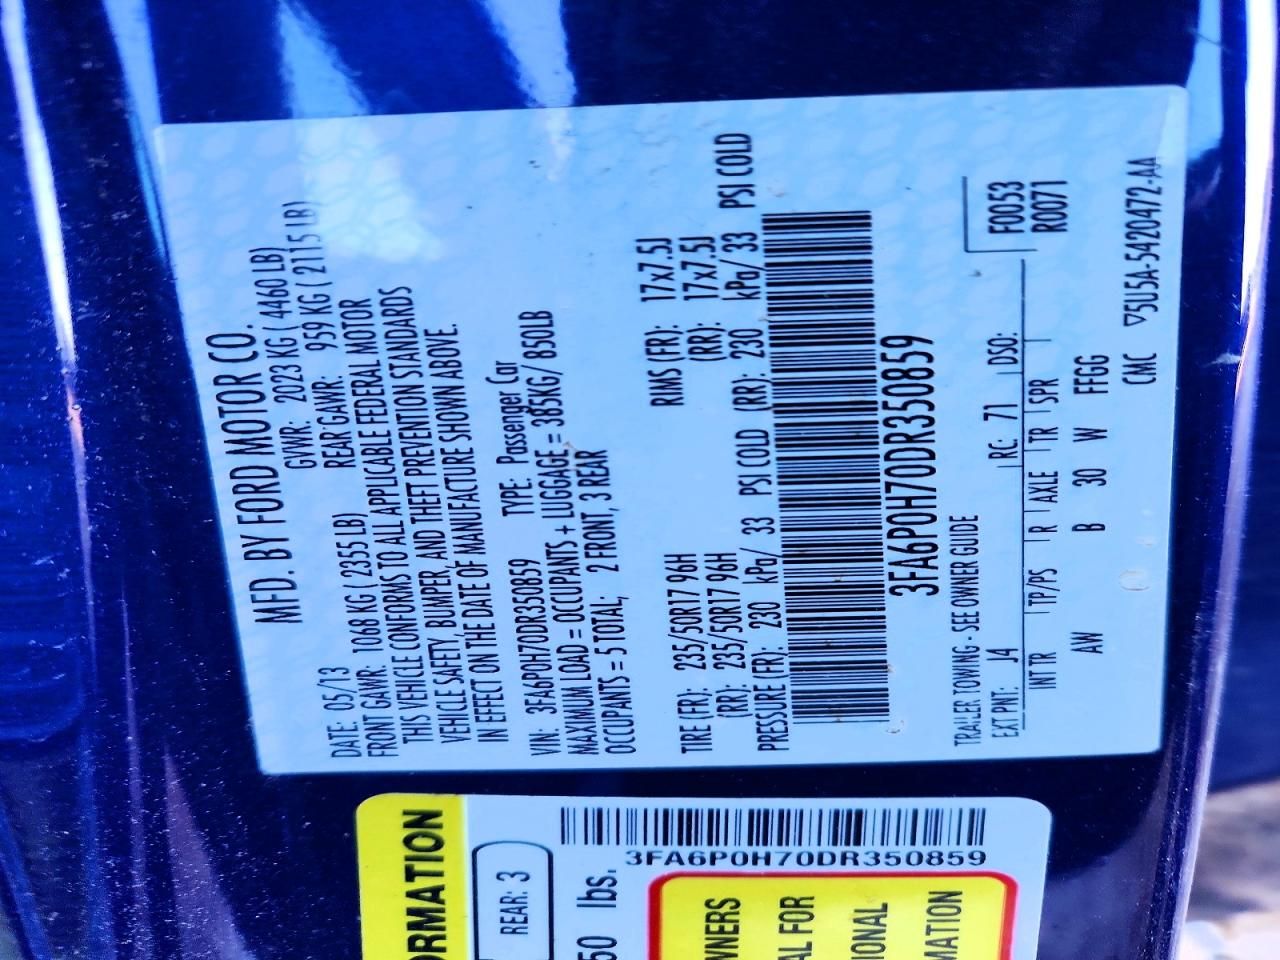 MFD. BY FORD MOTOR CO.
DATE: 05/13 GVWR: 2023 KG ( 4460 LB)
FRONT GAWR: 1068 KG ( 2355 LB) REAR GAWR: 959 KG ( 2115 LB)
THIS VEHICLE CONFORMS TO ALL APPLICABLE FEDERAL MOTOR
VEHICLE SAFETY, BUMPER, AND THEFT PREVENTION STANDARDS
IN EFFECT ON THE DATE OF MANUFACTURE SHOWN ABOVE.
VIN: 3FA6P0H70DR350859 TYPE: Passenger Car
MAXIMUM LOAD = OCCUPANTS + LUGGAGE = 385KG/ 850LB
OCCUPANTS = 5 TOTAL; 2 FRONT, 3 REAR
TIRE (FR): 235/50R17 96H RIMS (FR): 17x7.5J
(RR): 235/50R17 96H (RR): 17x7.5J
PRESSURE (FR): 230 kPa/ 33 PSI COLD (RR): 230 kPa/ 33 PSI COLD
3FA6P0H70DR350859
TRAILER TOWING - SEE OWNER GUIDE
F0053
EXT PNT: J4 RC: 71 DSO:
R0071
INT TR TP/PS R AXLE TR SPR
AW B 30 W FFGG
CMC ▽5U5A-5420472-AA
ORMATION
REAR: 3
50 lbs.
3FA6P0H70DR350859
WNERS
AL FOR
IONAL
MATION